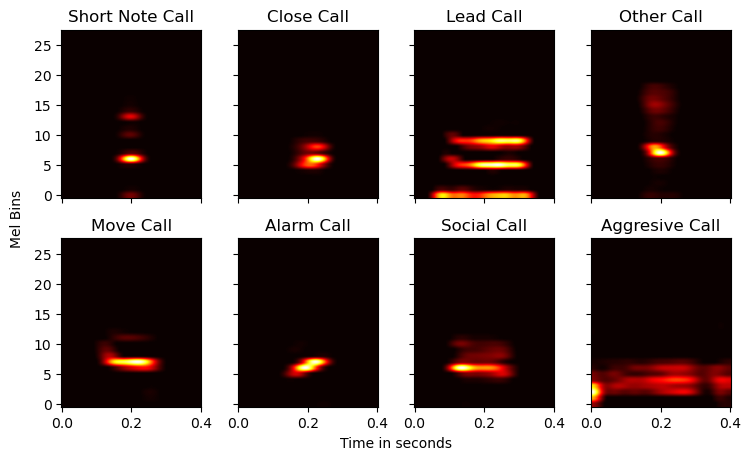 Short Note Call Close Call Lead Call Other Call
25
20
15
10
5
0
Mel Bins
Move Call Alarm Call Social Call Aggresive Call
25
20
15
10
5
0
0.0 0.2 0.4 0.0 0.2 0.4 0.0 0.2 0.4 0.0 0.2 0.4
Time in seconds